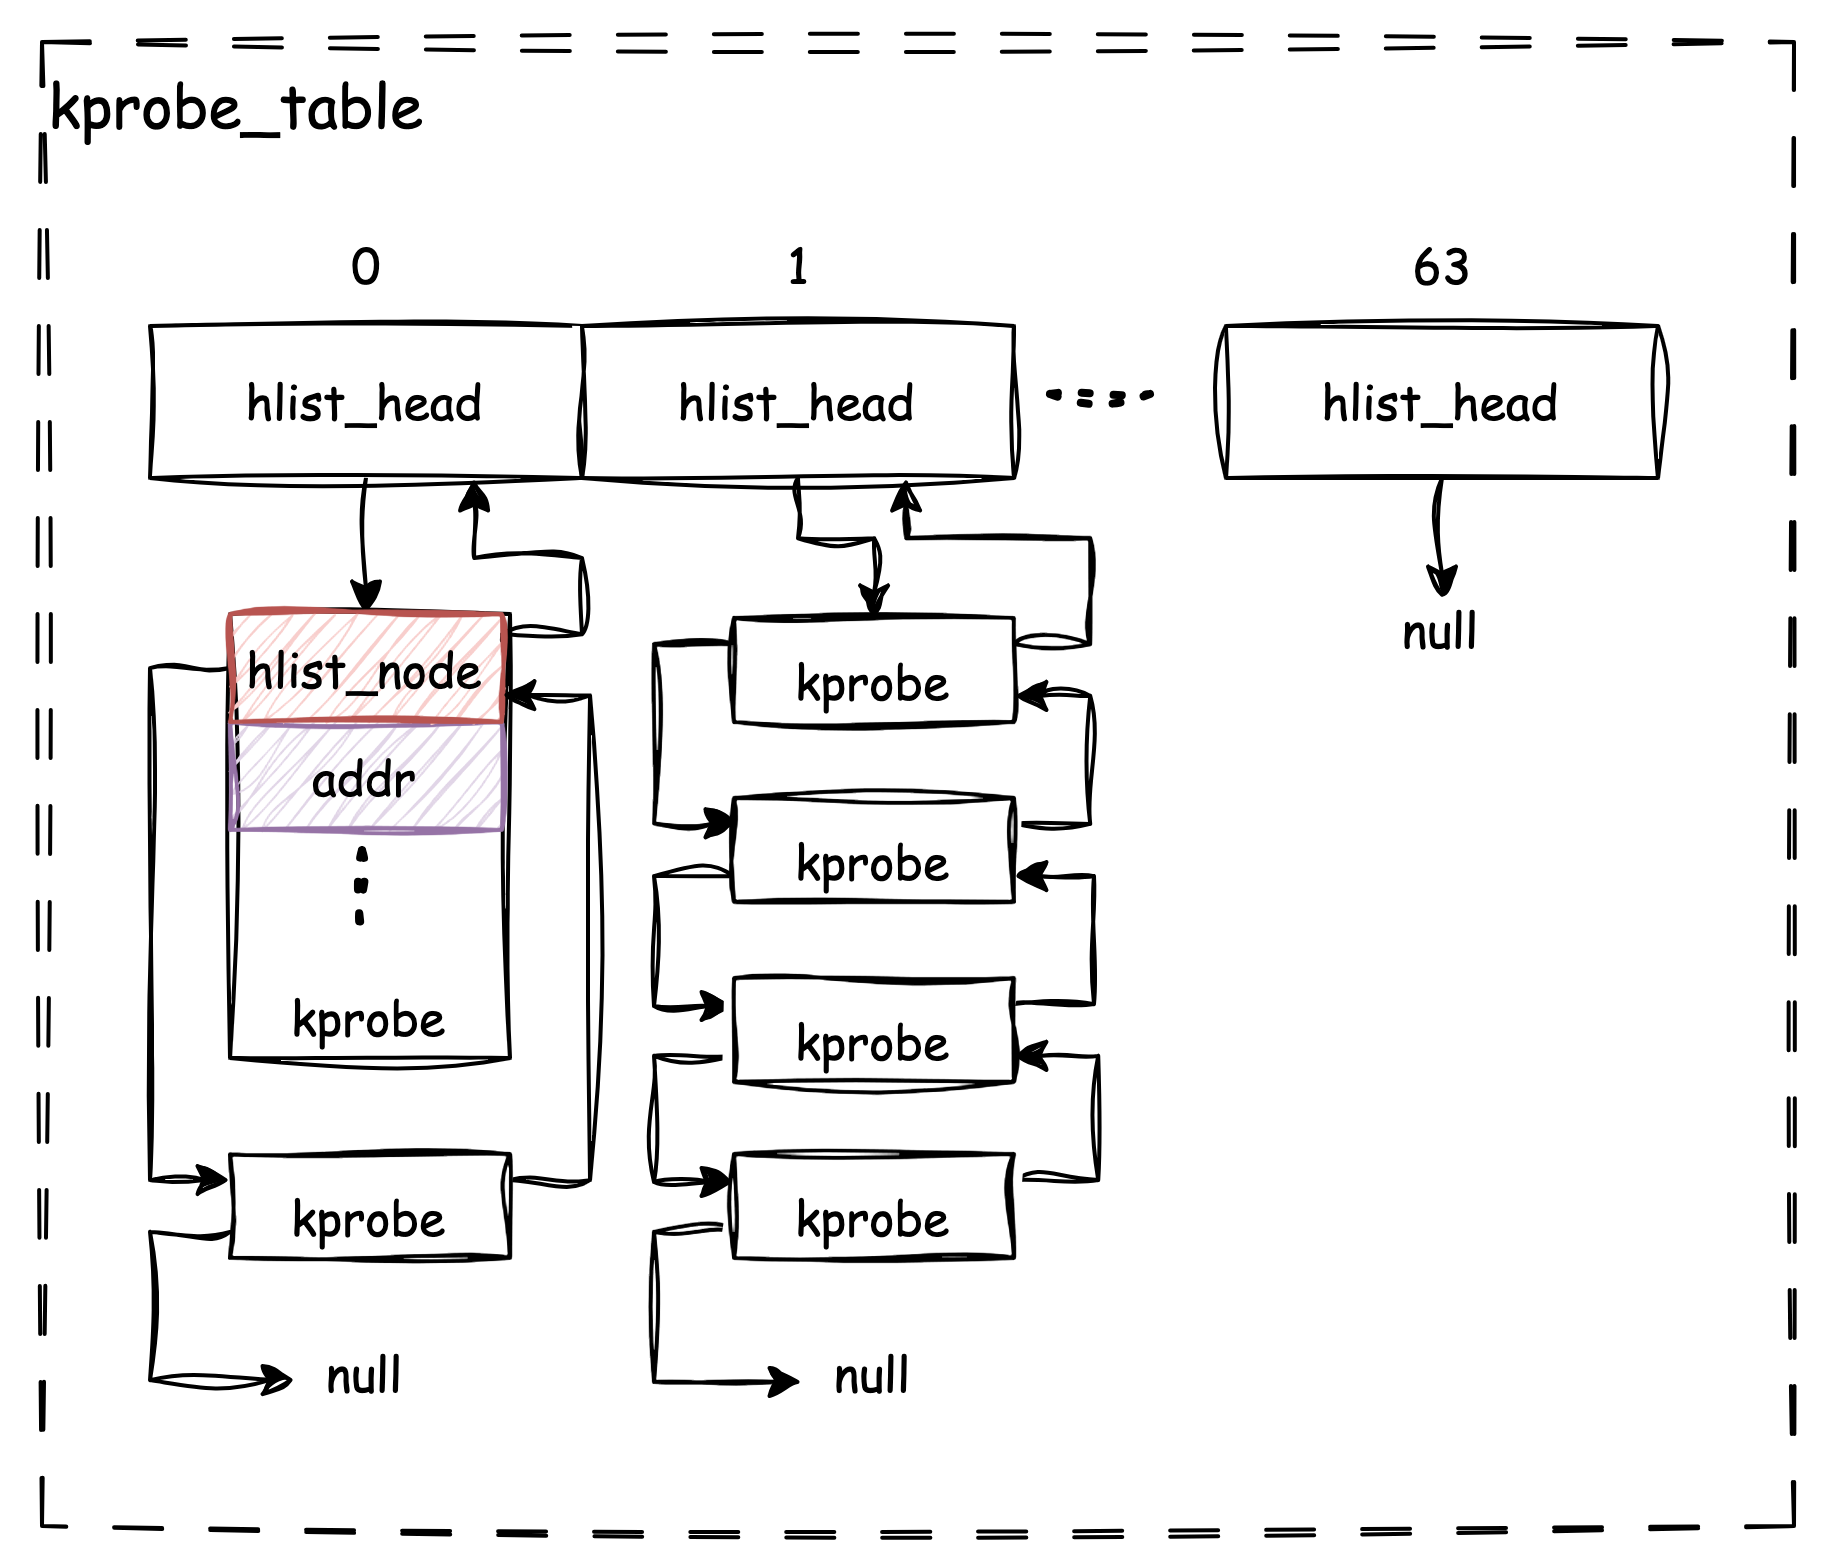 kprobe_table
0
1
63
hlist_head
hlist_head
hlist_head
hlist_node
addr
kprobe
kprobe
null
kprobe
kprobe
kprobe
kprobe
null
null